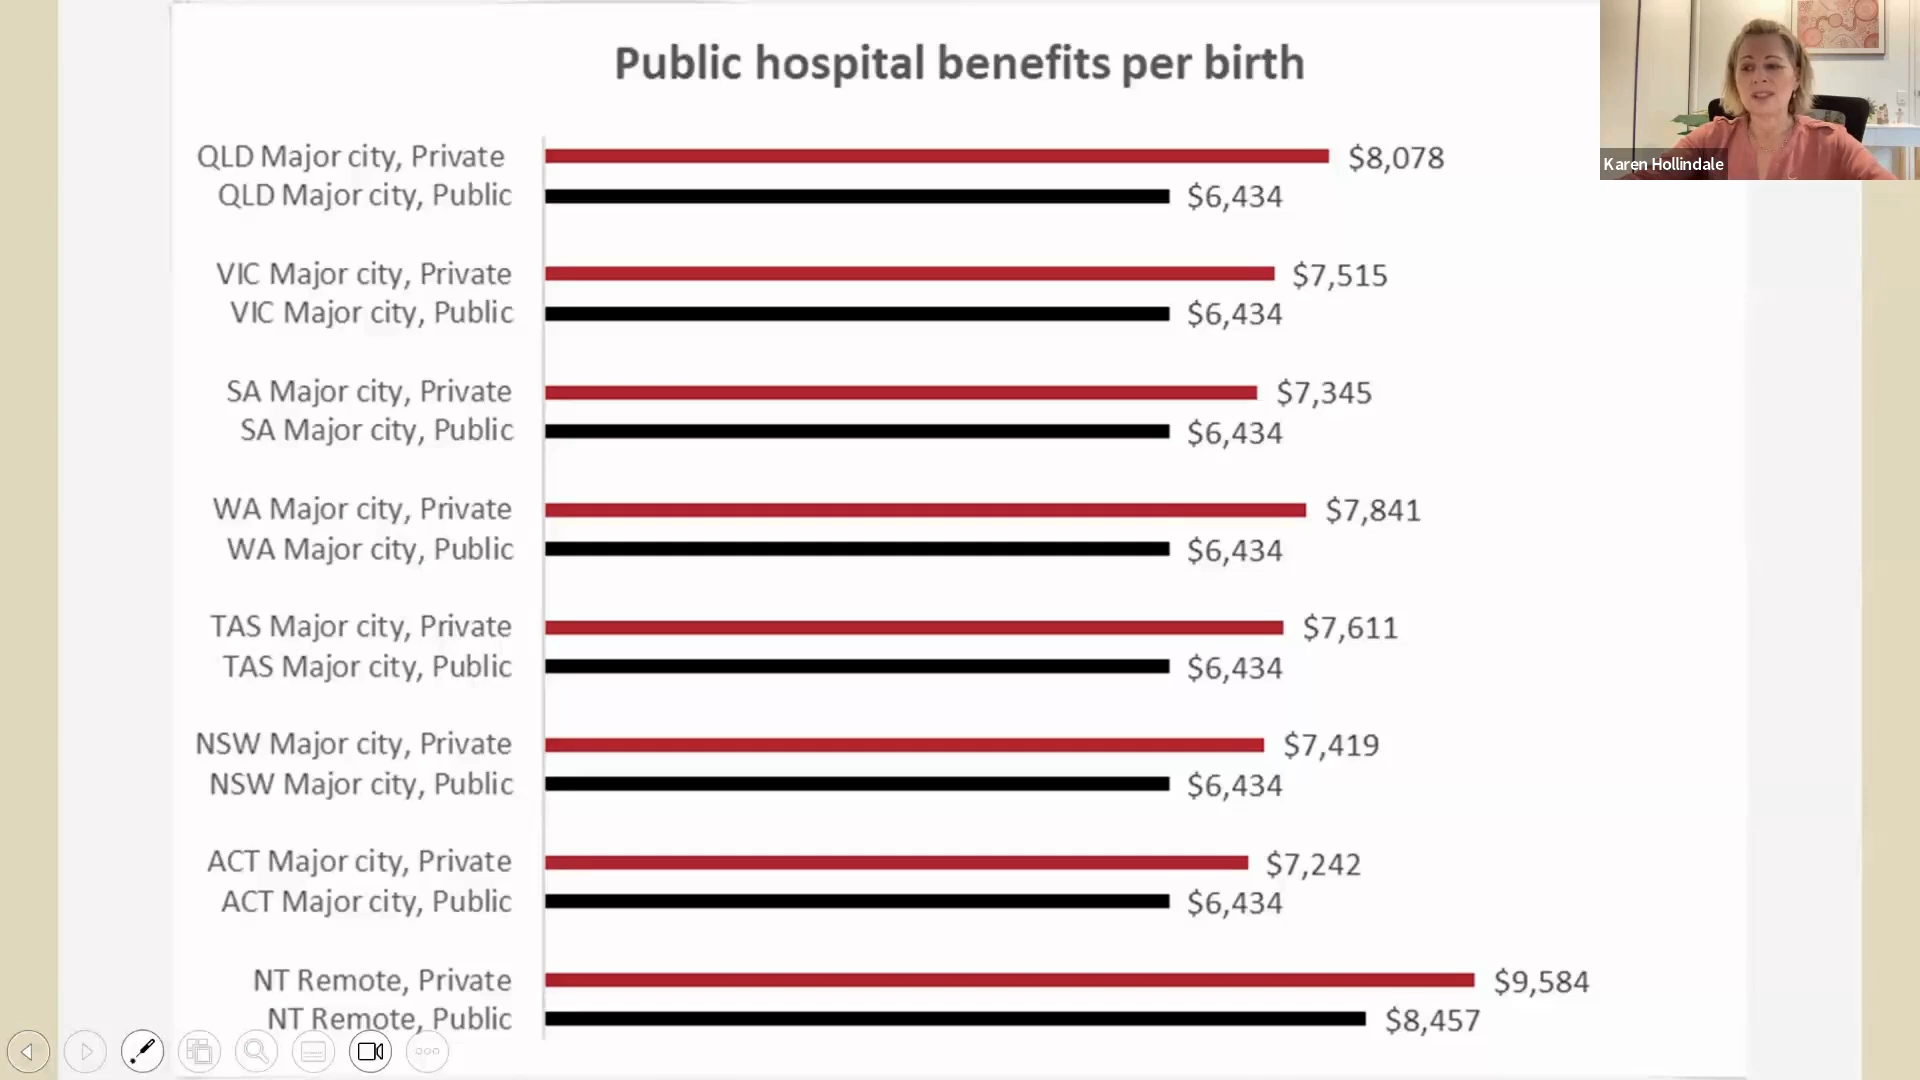 Public hospital benefits per birth
Karen Hollindale
QLD Major city, Private $8,078
QLD Major city, Public $6,434
VIC Major city, Private $7,515
VIC Major city, Public $6,434
SA Major city, Private $7,345
SA Major city, Public $6,434
WA Major city, Private $7,841
WA Major city, Public $6,434
TAS Major city, Private $7,611
TAS Major city, Public $6,434
NSW Major city, Private $7,419
NSW Major city, Public $6,434
ACT Major city, Private $7,242
ACT Major city, Public $6,434
NT Remote, Private $9,584
NT Remote, Public $8,457